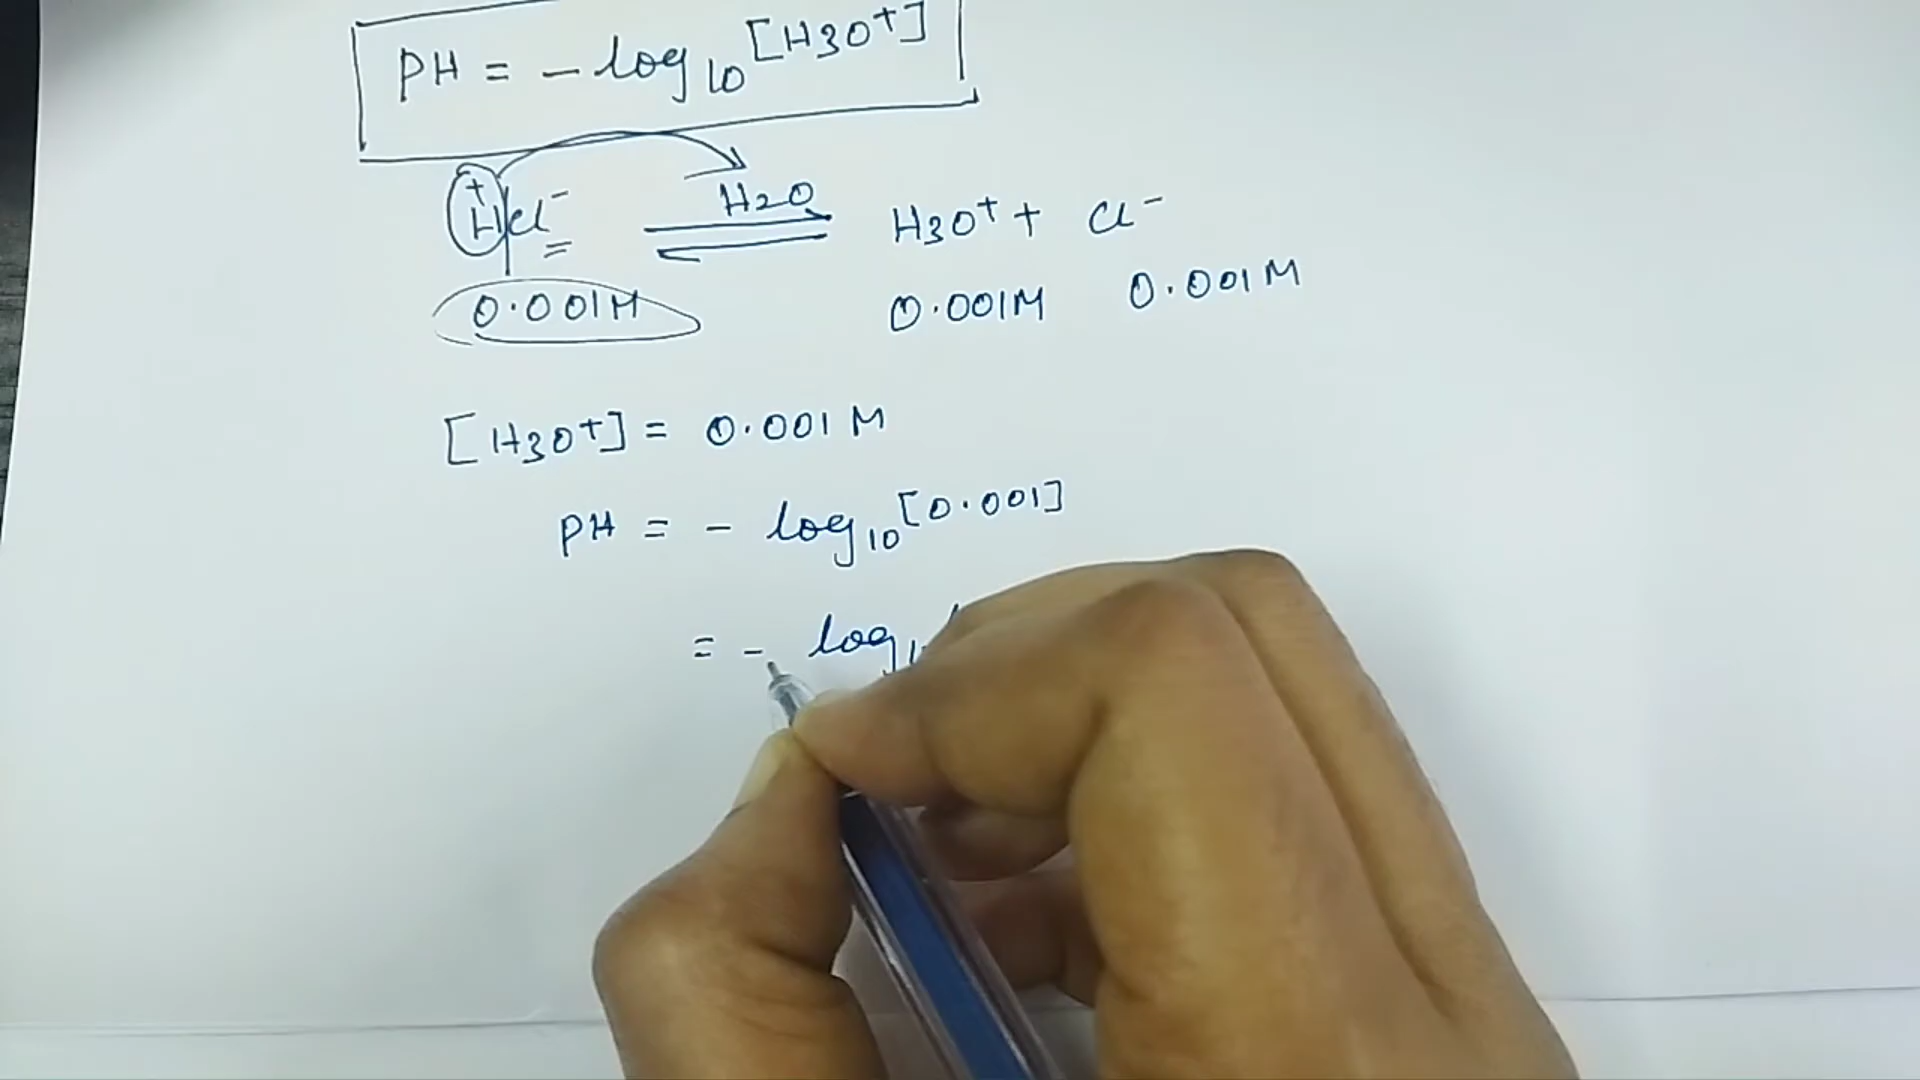 PH = - log10 [H3O+]
+HCl- H2O H3O+ + Cl-
0.001M 0.001M 0.001M
[H3O+] = 0.001 M
PH = - log10 [0.001]
= - log